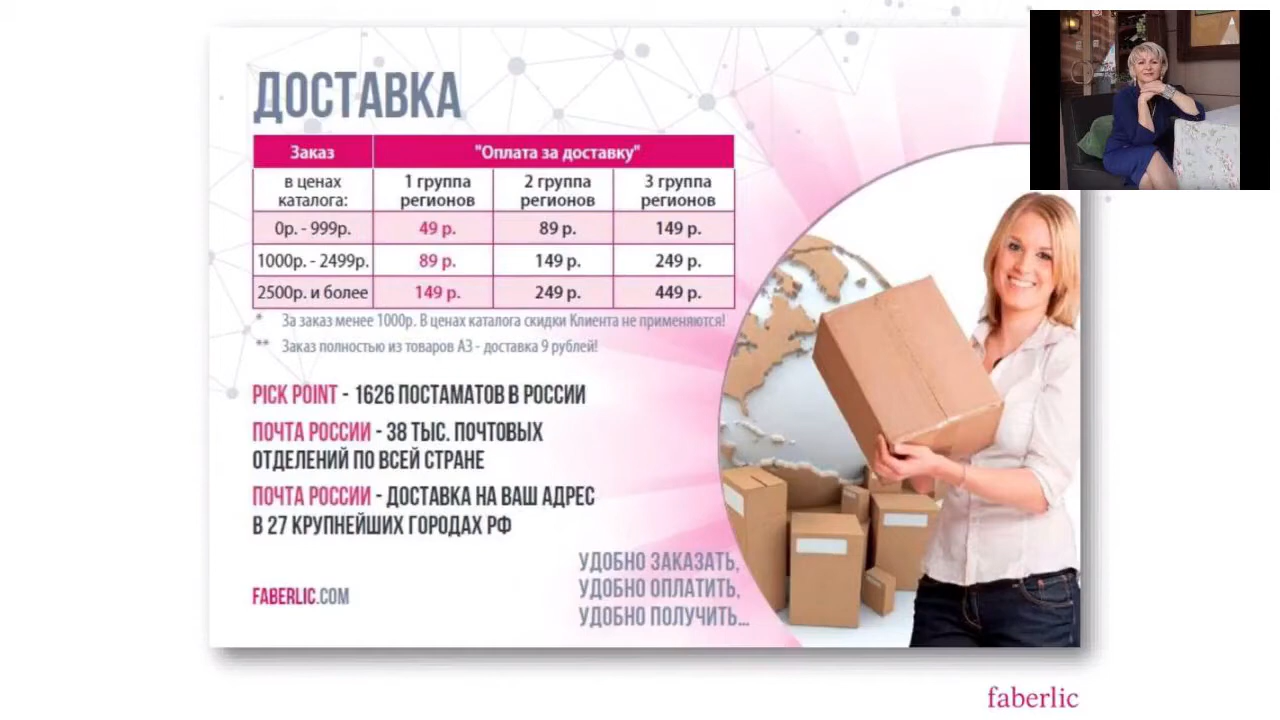 ДОСТАВКА
Заказ "Оплата за доставку"
в ценах каталога: 1 группа регионов 2 группа регионов 3 группа регионов
0р. - 999р. 49 р. 89 р. 149 р.
1000р. - 2499р. 89 р. 149 р. 249 р.
2500р. и более 149 р. 249 р. 449 р.
* За заказ менее 1000р. В ценах каталога скидки Клиента не применяются!
** Заказ полностью из товаров А3 - доставка 9 рублей!
PICK POINT - 1626 ПОСТАМАТОВ В РОССИИ
ПОЧТА РОССИИ - 38 ТЫС. ПОЧТОВЫХ
ОТДЕЛЕНИЙ ПО ВСЕЙ СТРАНЕ
ПОЧТА РОССИИ - ДОСТАВКА НА ВАШ АДРЕС
В 27 КРУПНЕЙШИХ ГОРОДАХ РФ
УДОБНО ЗАКАЗАТЬ,
УДОБНО ОПЛАТИТЬ,
УДОБНО ПОЛУЧИТЬ...
FABERLIC.COM
faberlic